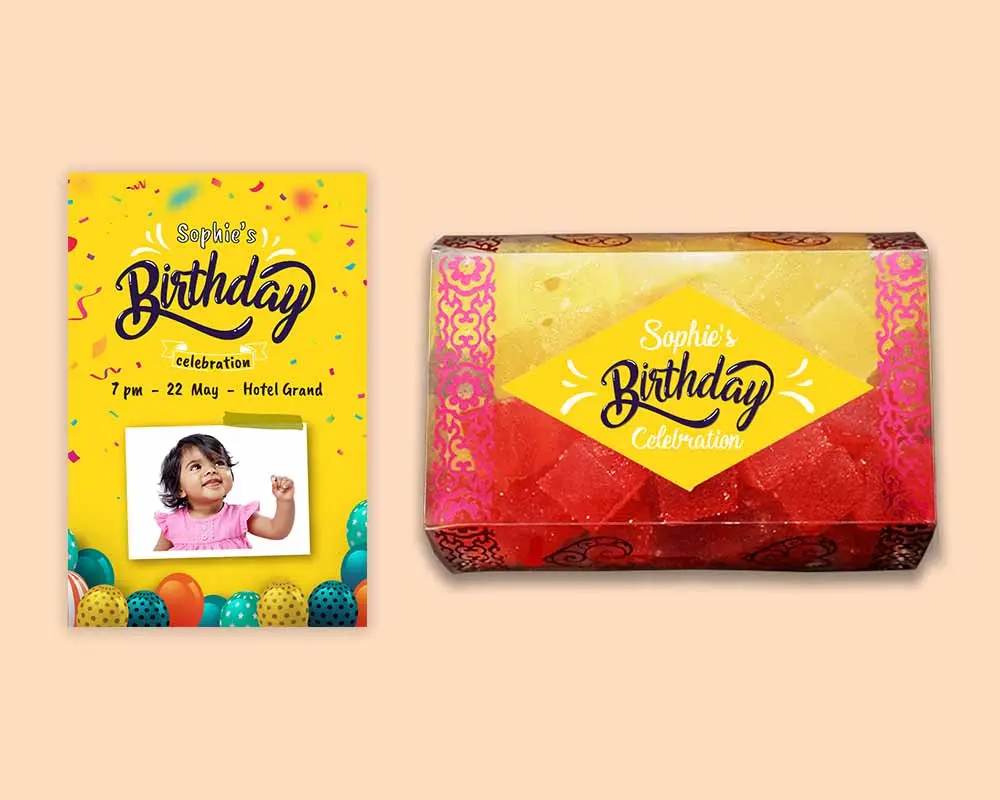 Sophie's
Birthday
celebration
7 pm - 22 May - Hotel Grand
Sophie's
Birthday
Celebration